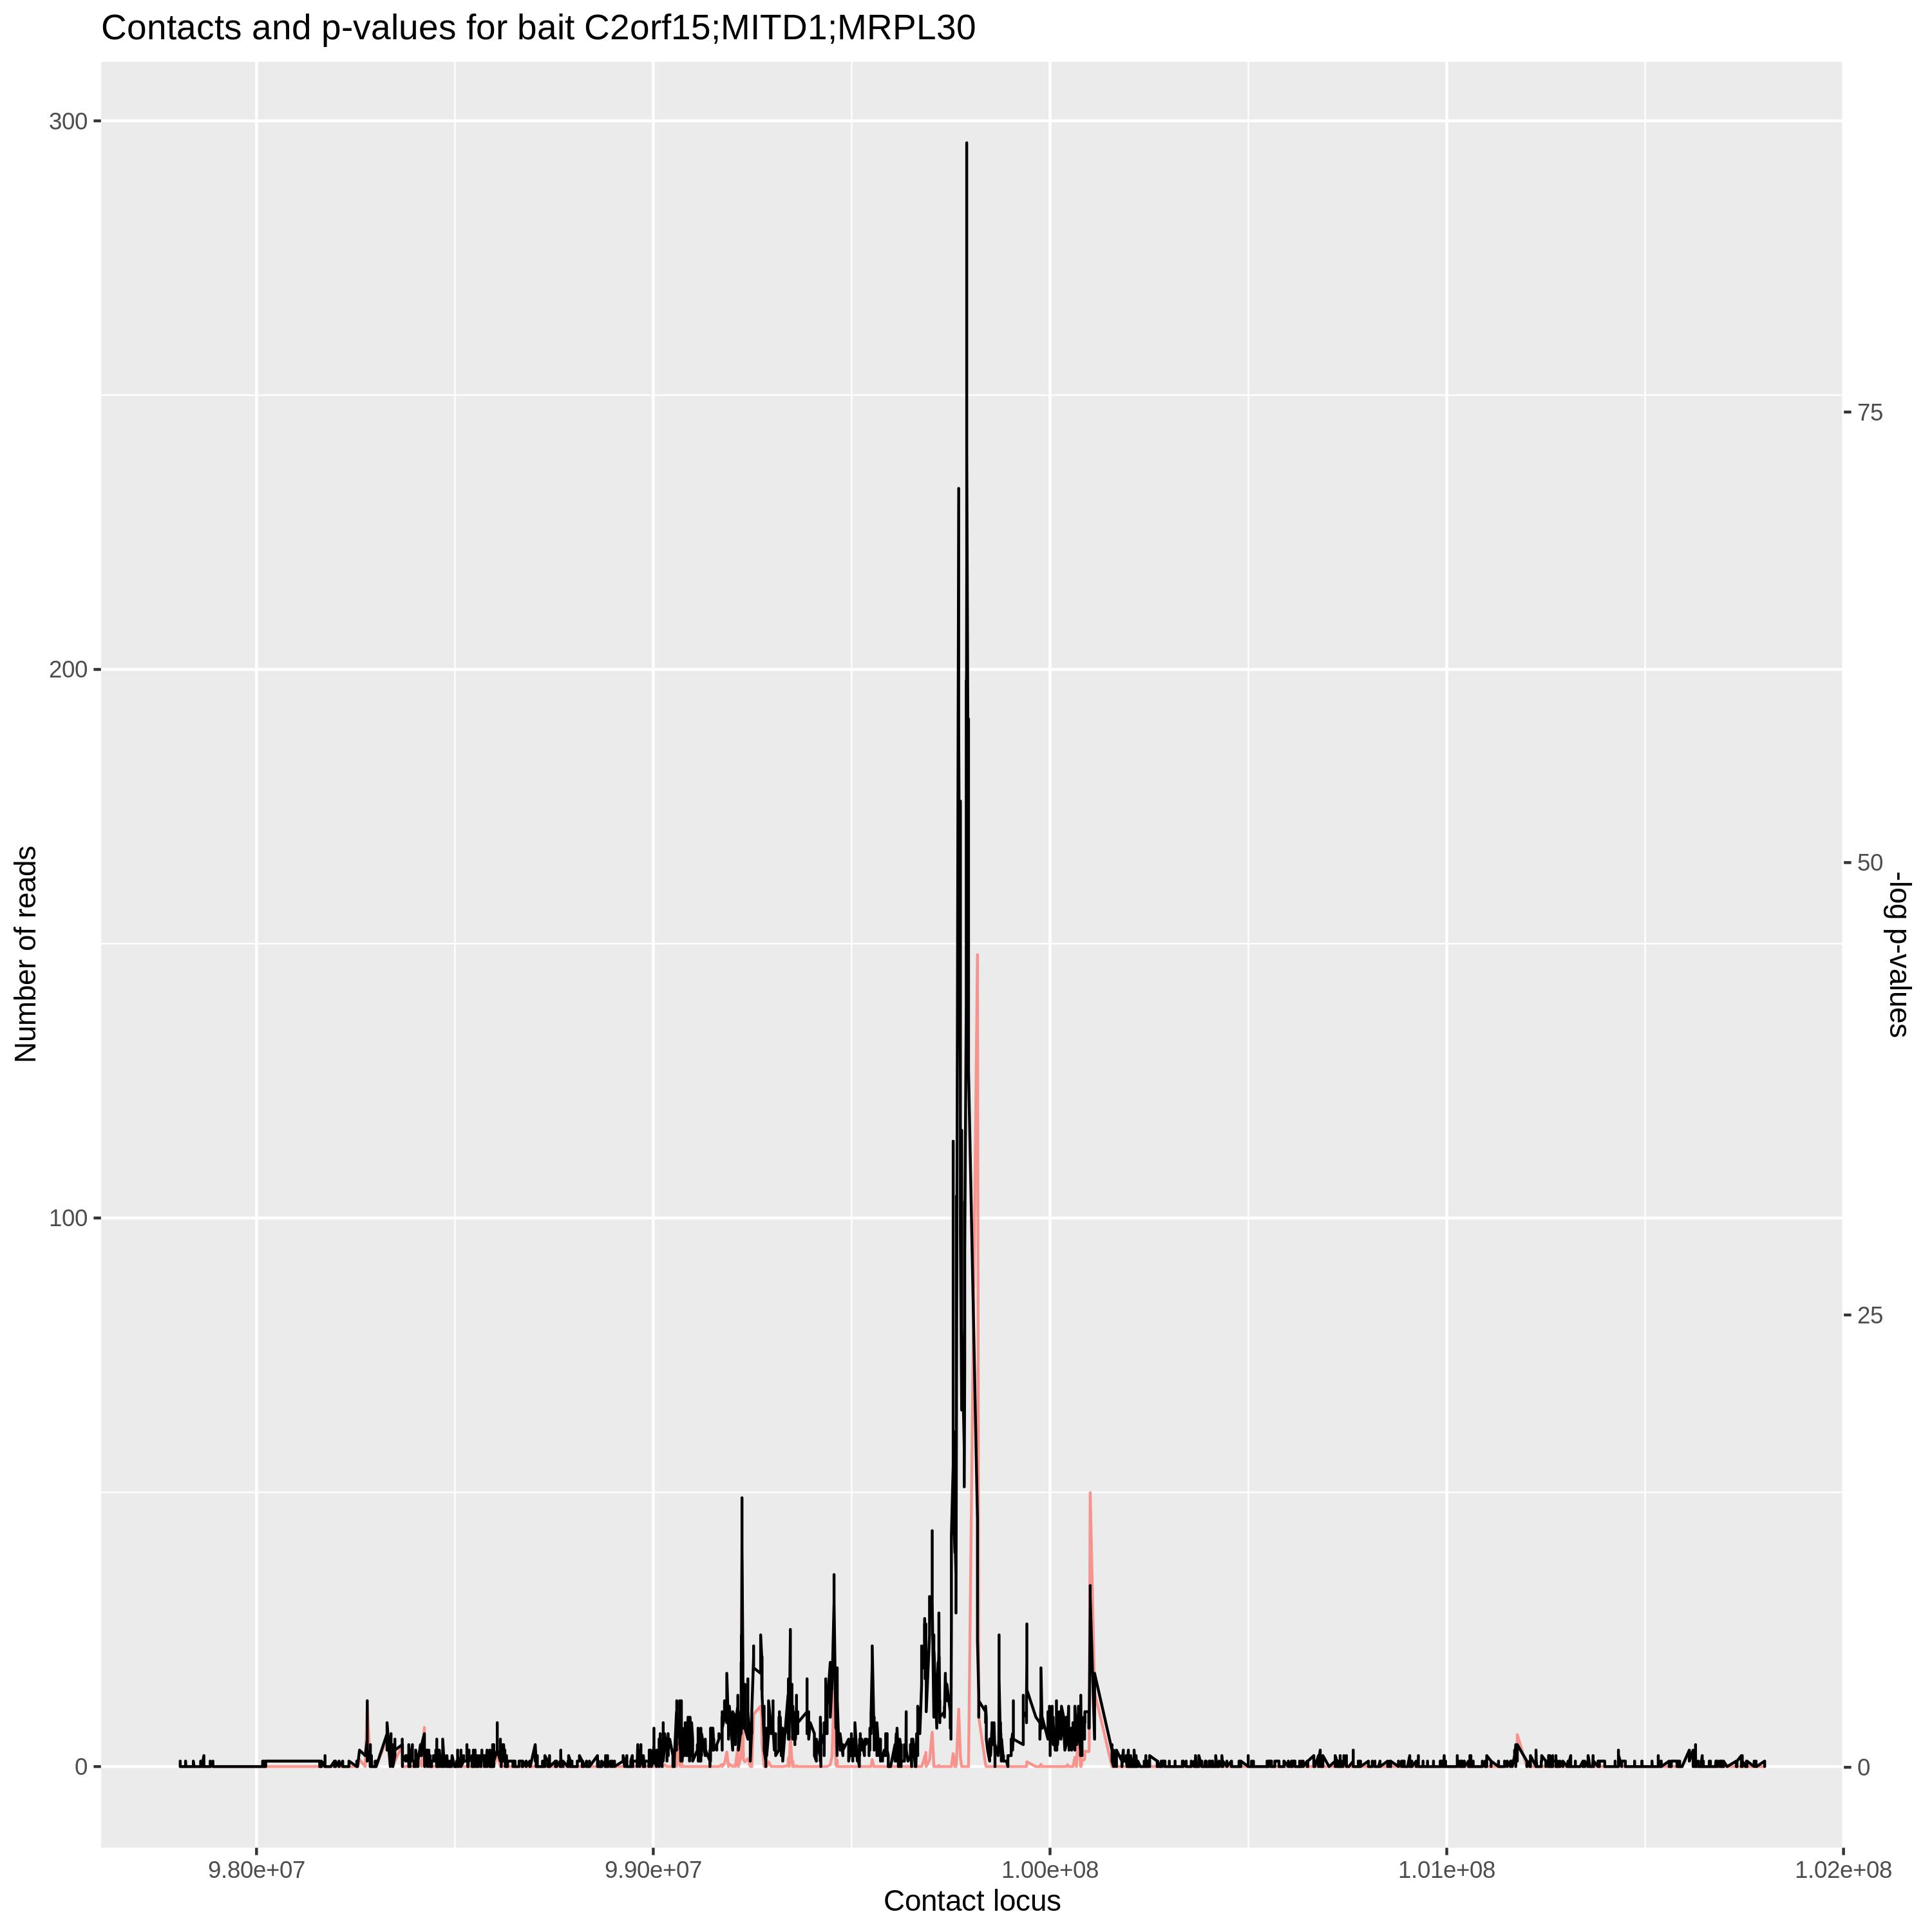 Contacts and p-values for bait C2orf15;MITD1;MRPL30
300
200
100
0
Number of reads
75
50
25
0
-log p-values
9.80e+07
9.90e+07
1.00e+08
1.01e+08
1.02e+08
Contact locus